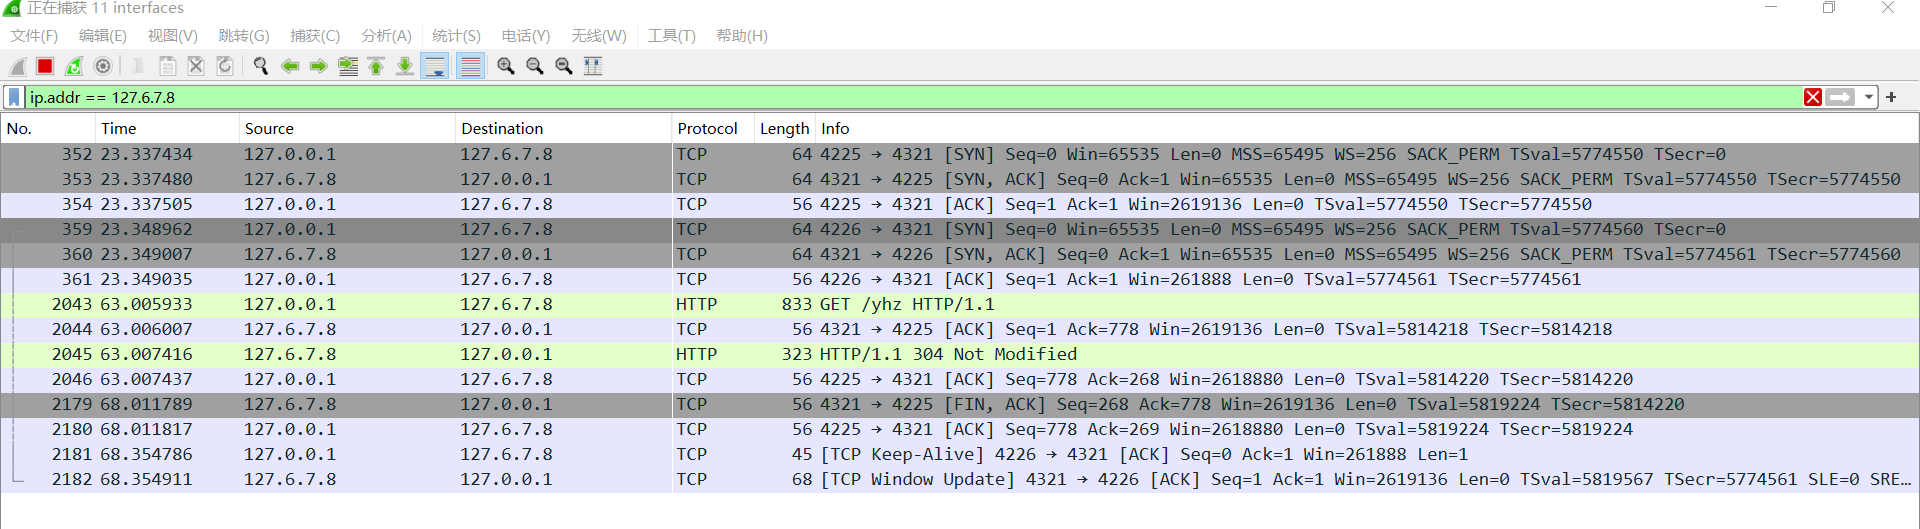 正在捕获 11 interfaces
文件(F) 编辑(E) 视图(V) 跳转(G) 捕获(C) 分析(A) 统计(S) 电话(Y) 无线(W) 工具(T) 帮助(H)
ip.addr == 127.6.7.8
No. Time Source Destination Protocol Length Info
352 23.337434 127.0.0.1 127.6.7.8 TCP 64 4225 → 4321 [SYN] Seq=0 Win=65535 Len=0 MSS=65495 WS=256 SACK_PERM TSval=5774550 TSecr=0
353 23.337480 127.6.7.8 127.0.0.1 TCP 64 4321 → 4225 [SYN, ACK] Seq=0 Ack=1 Win=65535 Len=0 MSS=65495 WS=256 SACK_PERM TSval=5774550 TSecr=5774550
354 23.337505 127.0.0.1 127.6.7.8 TCP 56 4225 → 4321 [ACK] Seq=1 Ack=1 Win=2619136 Len=0 TSval=5774550 TSecr=5774550
359 23.348962 127.0.0.1 127.6.7.8 TCP 64 4226 → 4321 [SYN] Seq=0 Win=65535 Len=0 MSS=65495 WS=256 SACK_PERM TSval=5774560 TSecr=0
360 23.349007 127.6.7.8 127.0.0.1 TCP 64 4321 → 4226 [SYN, ACK] Seq=0 Ack=1 Win=65535 Len=0 MSS=65495 WS=256 SACK_PERM TSval=5774561 TSecr=5774560
361 23.349035 127.0.0.1 127.6.7.8 TCP 56 4226 → 4321 [ACK] Seq=1 Ack=1 Win=261888 Len=0 TSval=5774561 TSecr=5774561
2043 63.005933 127.0.0.1 127.6.7.8 HTTP 833 GET /yhz HTTP/1.1
2044 63.006007 127.6.7.8 127.0.0.1 TCP 56 4321 → 4225 [ACK] Seq=1 Ack=778 Win=2619136 Len=0 TSval=5814218 TSecr=5814218
2045 63.007416 127.6.7.8 127.0.0.1 HTTP 323 HTTP/1.1 304 Not Modified
2046 63.007437 127.0.0.1 127.6.7.8 TCP 56 4225 → 4321 [ACK] Seq=778 Ack=268 Win=2618880 Len=0 TSval=5814220 TSecr=5814220
2179 68.011789 127.6.7.8 127.0.0.1 TCP 56 4321 → 4225 [FIN, ACK] Seq=268 Ack=778 Win=2619136 Len=0 TSval=5819224 TSecr=5814220
2180 68.011817 127.0.0.1 127.6.7.8 TCP 56 4225 → 4321 [ACK] Seq=778 Ack=269 Win=2618880 Len=0 TSval=5819224 TSecr=5819224
2181 68.354786 127.0.0.1 127.6.7.8 TCP 45 [TCP Keep-Alive] 4226 → 4321 [ACK] Seq=0 Ack=1 Win=261888 Len=1
2182 68.354911 127.6.7.8 127.0.0.1 TCP 68 [TCP Window Update] 4321 → 4226 [ACK] Seq=1 Ack=1 Win=2619136 Len=0 TSval=5819567 TSecr=5774561 SLE=0 SRE…